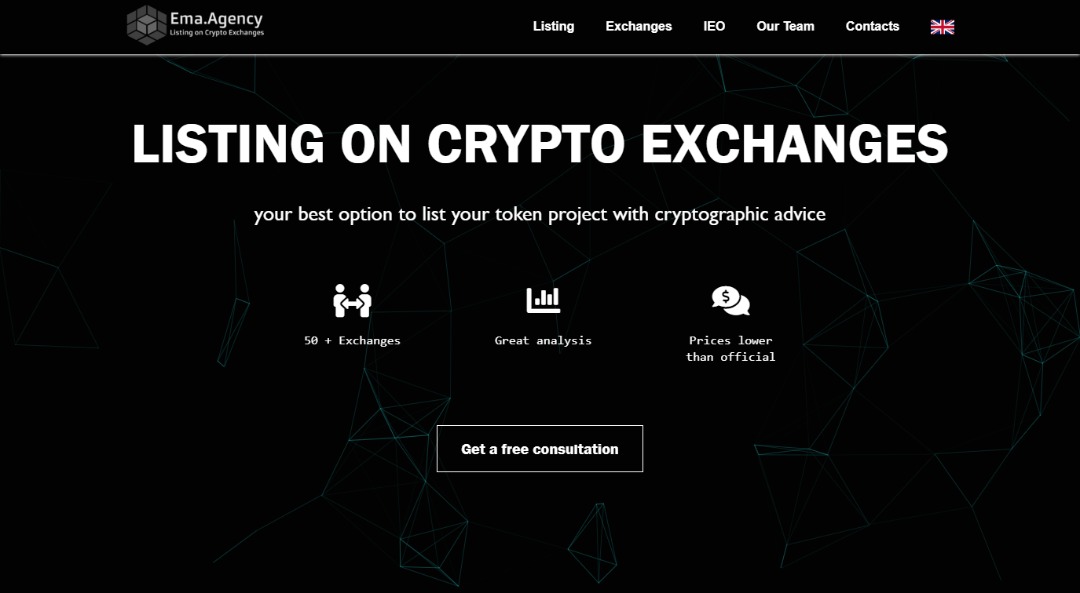 Ema.Agency
Listing on Crypto Exchanges
Listing Exchanges IEO Our Team Contacts
LISTING ON CRYPTO EXCHANGES
your best option to list your token project with cryptographic advice
50 + Exchanges
Great analysis
Prices lower
than official
Get a free consultation